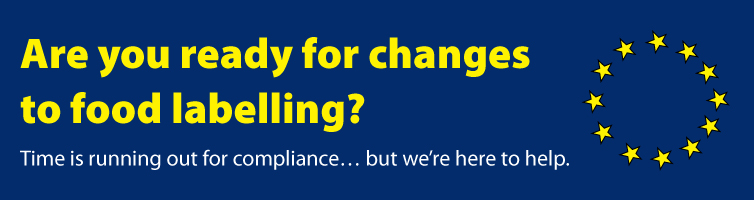 Are you ready for changes
to food labelling?
Time is running out for compliance… but we’re here to help.